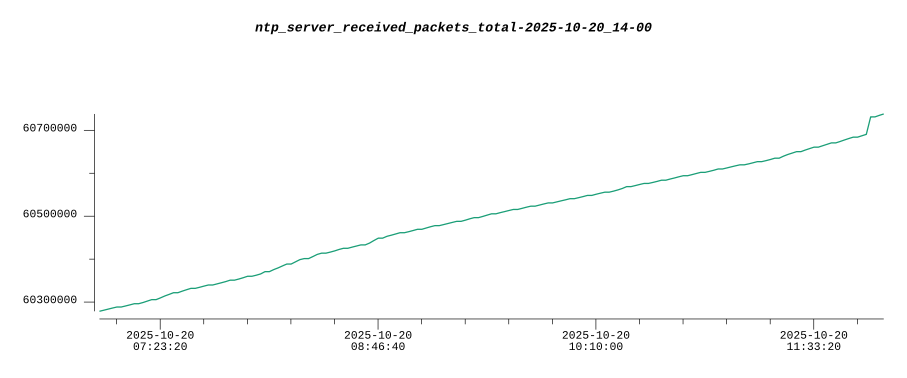 ntp_server_received_packets_total-2025-10-20_14-00
60700000
60500000
60300000
2025-10-20 2025-10-20 2025-10-20 2025-10-20
07:23:20 08:46:40 10:10:00 11:33:20